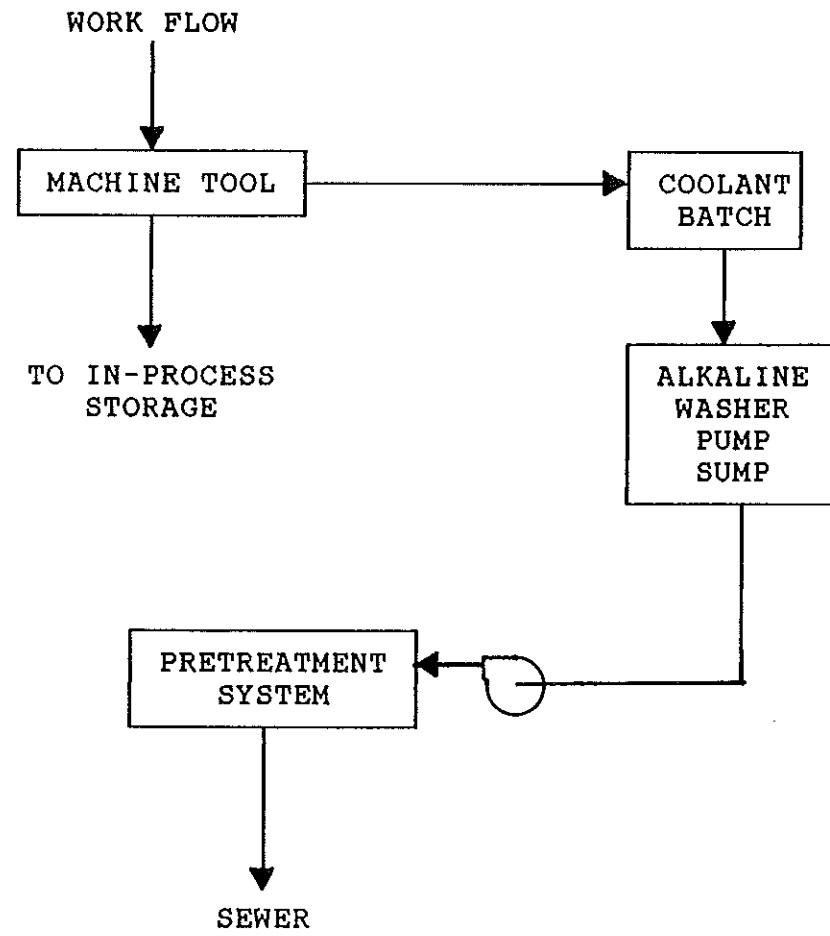 WORK FLOW
MACHINE TOOL
COOLANT
BATCH
TO IN-PROCESS
STORAGE
ALKALINE
WASHER
PUMP
SUMP
PRETREATMENT
SYSTEM
SEWER